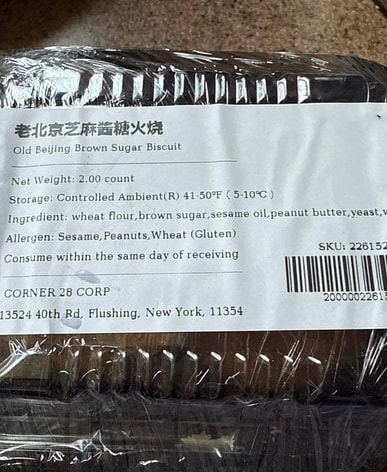 老北京芝麻酱糖火烧
Old Beijing Brown Sugar Biscuit
Net Weight: 2.00 count
Storage: Controlled Ambient(R) 41-50°F ( 5-10°C )
Ingredient: wheat flour,brown sugar,sesame oil,peanut butter,yeast,
Allergen: Sesame,Peanuts,Wheat (Gluten)
Consume within the same day of receiving
SKU: 226152
CORNER 28 CORP
13524 40th Rd, Flushing, New York, 11354
20000022615